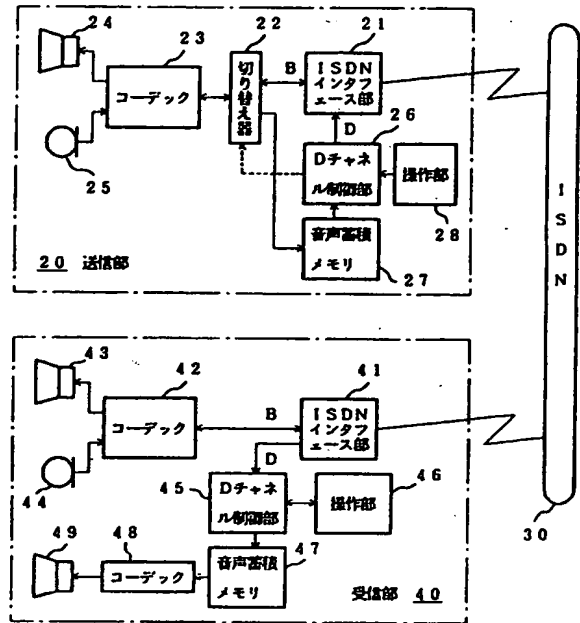 24
23
22
21
切り替え器
B
ISDN
インタフ
ェース部
コーデック
D
26
Dチャネ
ル制御部
操作部
25
28
音声蓄積
メモリ
20 送信部
27
ISDN
30
43
42
41
コーデック
B
ISDN
インタフ
ェース部
D
44
45
Dチャネ
ル制御部
46
操作部
49
48
コーデック
47
音声蓄積
メモリ
受信部 40